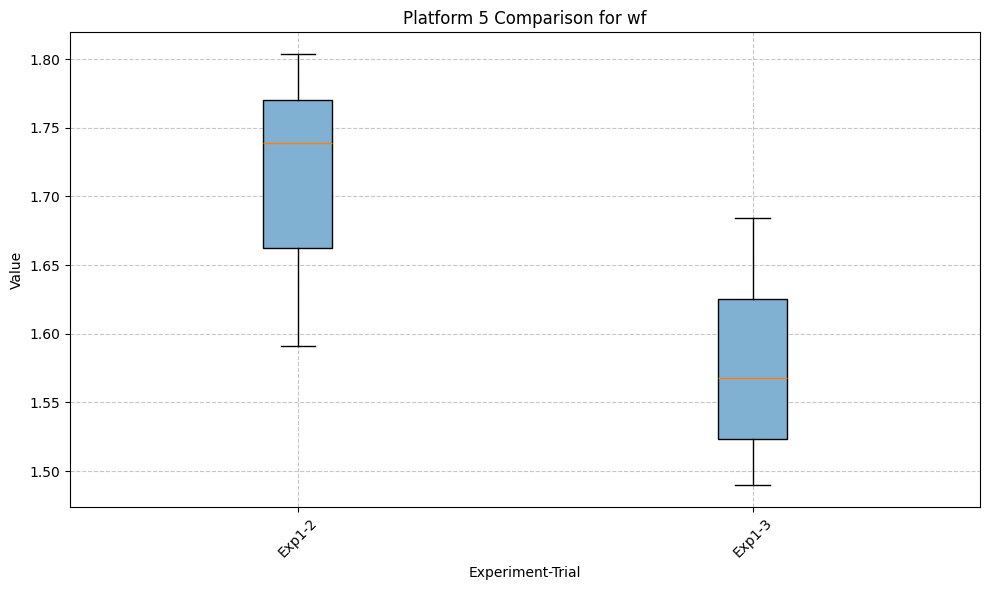 Platform 5 Comparison for wf
1.80
1.75
1.70
1.65
1.60
1.55
1.50
Value
Exp1-2
Exp1-3
Experiment-Trial